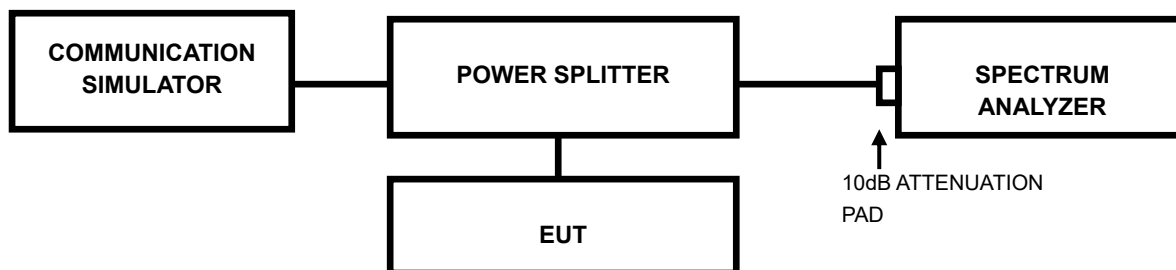 COMMUNICATION
SIMULATOR
POWER SPLITTER
SPECTRUM
ANALYZER
10dB ATTENUATION
PAD
EUT